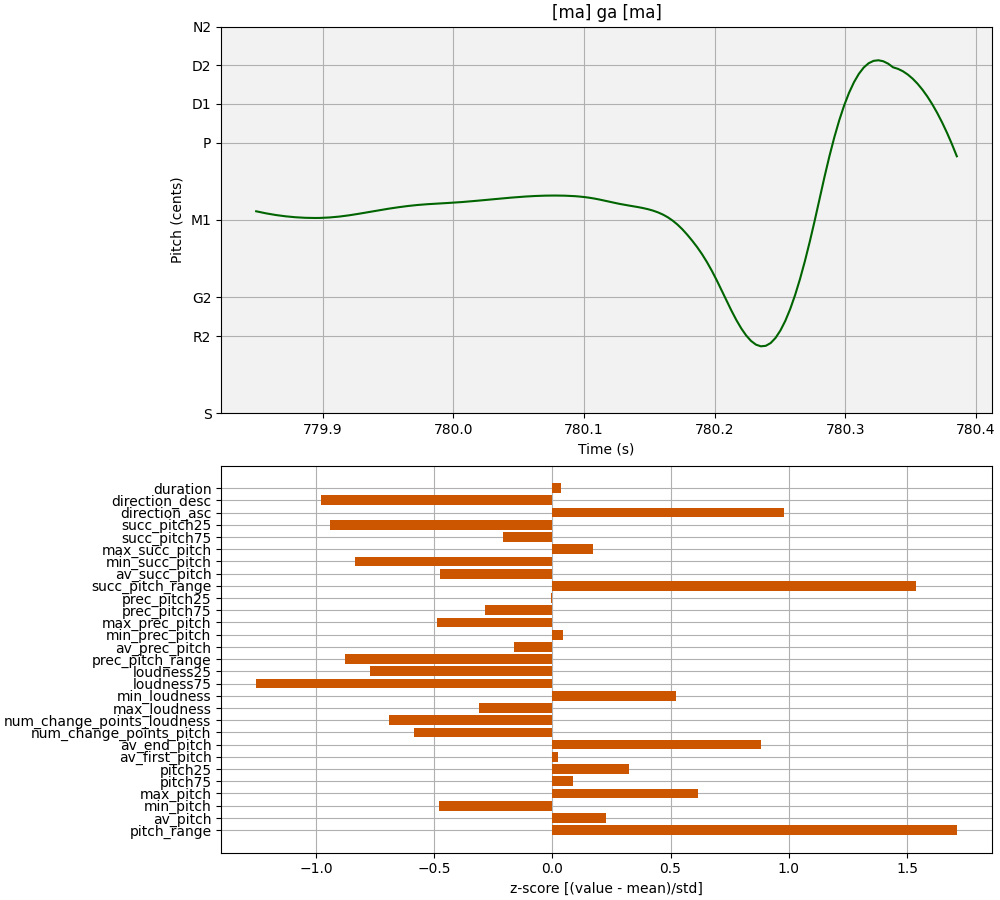 [ma] ga [ma]
N2
D2
D1
P
M1
G2
R2
S
Pitch (cents)
779.9 780.0 780.1 780.2 780.3 780.4
Time (s)
duration
direction_desc
direction_asc
succ_pitch25
succ_pitch75
max_succ_pitch
min_succ_pitch
av_succ_pitch
succ_pitch_range
prec_pitch25
prec_pitch75
max_prec_pitch
min_prec_pitch
av_prec_pitch
prec_pitch_range
loudness25
loudness75
min_loudness
max_loudness
num_change_points_loudness
num_change_points_pitch
av_end_pitch
av_first_pitch
pitch25
pitch75
max_pitch
min_pitch
av_pitch
pitch_range
−1.0 −0.5 0.0 0.5 1.0 1.5
z-score [(value - mean)/std]